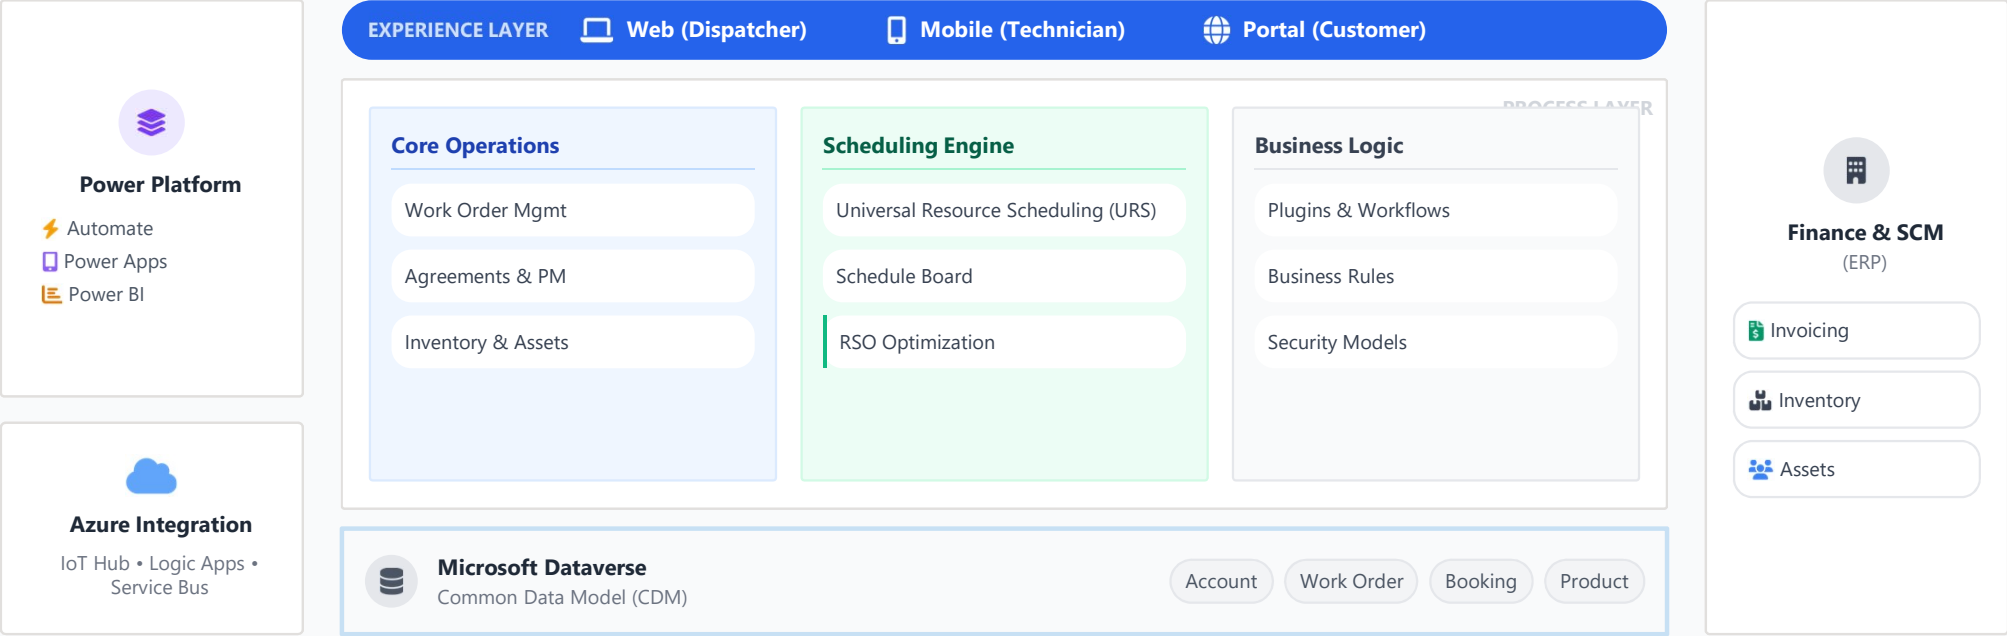 Power Platform
Automate
Power Apps
Power BI
Azure Integration
IoT Hub • Logic Apps •
Service Bus
EXPERIENCE LAYER
Web (Dispatcher)
Mobile (Technician)
Portal (Customer)
PROCESS LAYER
Core Operations
Work Order Mgmt
Agreements & PM
Inventory & Assets
Scheduling Engine
Universal Resource Scheduling (URS)
Schedule Board
RSO Optimization
Business Logic
Plugins & Workflows
Business Rules
Security Models
Microsoft Dataverse
Common Data Model (CDM)
Account
Work Order
Booking
Product
Finance & SCM
(ERP)
Invoicing
Inventory
Assets